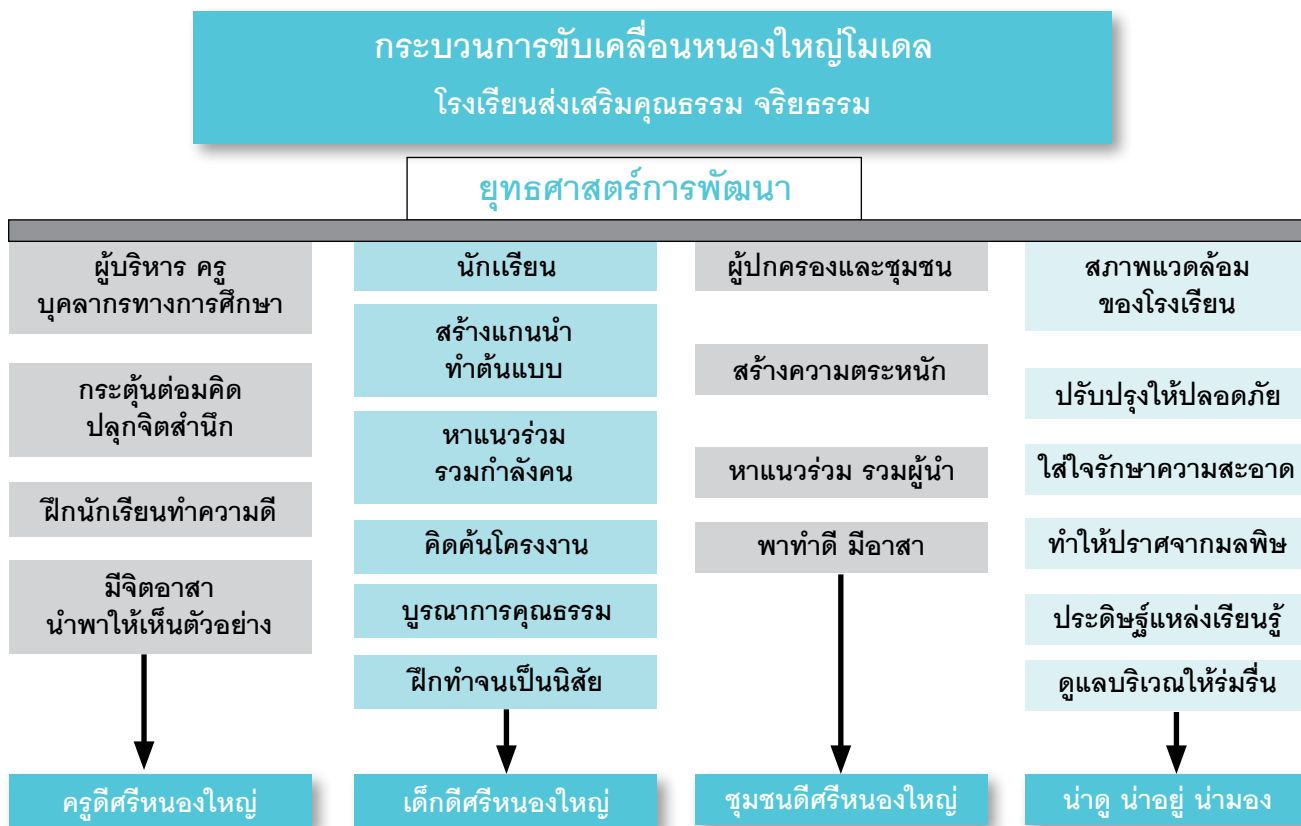 กระบวนการขับเคลื่อนหนองใหญ่โมเดล
โรงเรียนส่งเสริมคุณธรรม จริยธรรม
ยุทธศาสตร์การพัฒนา
ผู้บริหาร ครู
บุคลากรทางการศึกษา
กระตุ้นต่อมคิด
ปลุกจิตสำนึก
ฝึกนักเรียนทำความดี
มีจิตอาสา
นำพาให้เห็นตัวอย่าง
ครูดีศรีหนองใหญ่
นักเเรียน
สร้างแกนนำ
ทำต้นแบบ
หาแนวร่วม
รวมกำลังคน
คิดค้นโครงงาน
บูรณาการคุณธรรม
ฝึกทำจนเป็นนิสัย
เด็กดีศรีหนองใหญ่
ผู้ปกครองและชุมชน
สร้างความตระหนัก
หาแนวร่วม รวมผู้นำ
พาทำดี มีอาสา
ชุมชนดีศรีหนองใหญ่
สภาพแวดล้อม
ของโรงเรียน
ปรับปรุงให้ปลอดภัย
ใส่ใจรักษาความสะอาด
ทำให้ปราศจากมลพิษ
ประดิษฐ์แหล่งเรียนรู้
ดูแลบริเวณให้ร่มรื่น
น่าดู น่าอยู่ น่ามอง